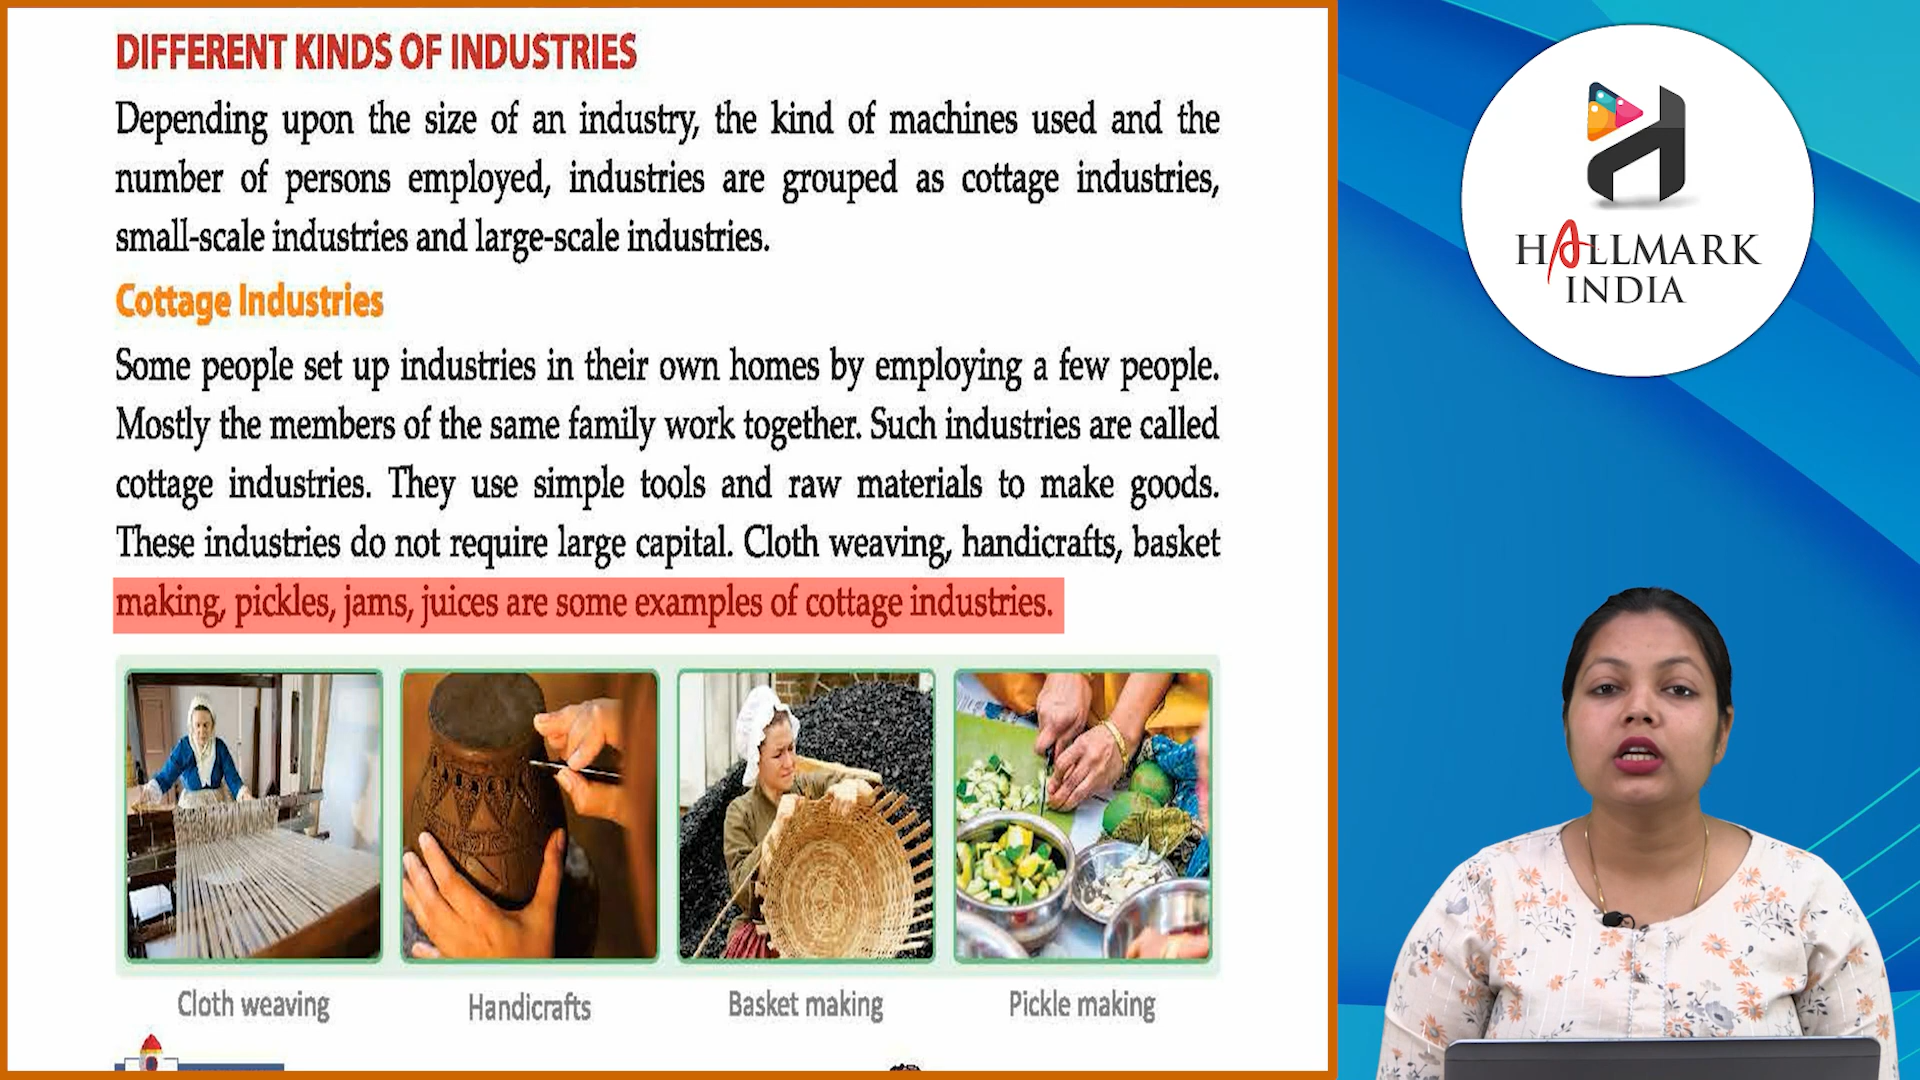 DIFFERENT KINDS OF INDUSTRIES
Depending upon the size of an industry, the kind of machines used and the
number of persons employed, industries are grouped as cottage industries,
small-scale industries and large-scale industries.
Cottage Industries
Some people set up industries in their own homes by employing a few people.
Mostly the members of the same family work together. Such industries are called
cottage industries. They use simple tools and raw materials to make goods.
These industries do not require large capital. Cloth weaving, handicrafts, basket
making, pickles, jams, juices are some examples of cottage industries.
Cloth weaving
Handicrafts
Basket making
Pickle making
HALLMARK
INDIA